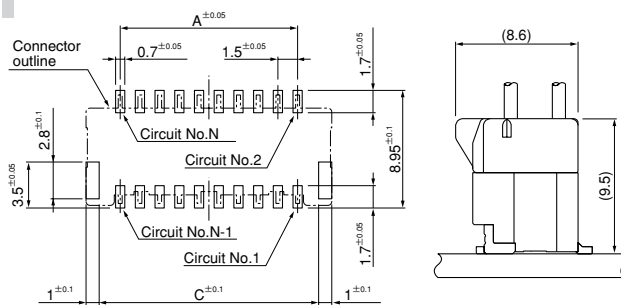 A±0.05
(8.6)
Connector
outline
0.7±0.05
1.5±0.05
1.7±0.05
Circuit No.N
Circuit No.2
2.8±0.1
3.5±0.05
8.95±0.1
(9.5)
Circuit No.N-1
Circuit No.1
1.7±0.05
1±0.1
C±0.1
1±0.1